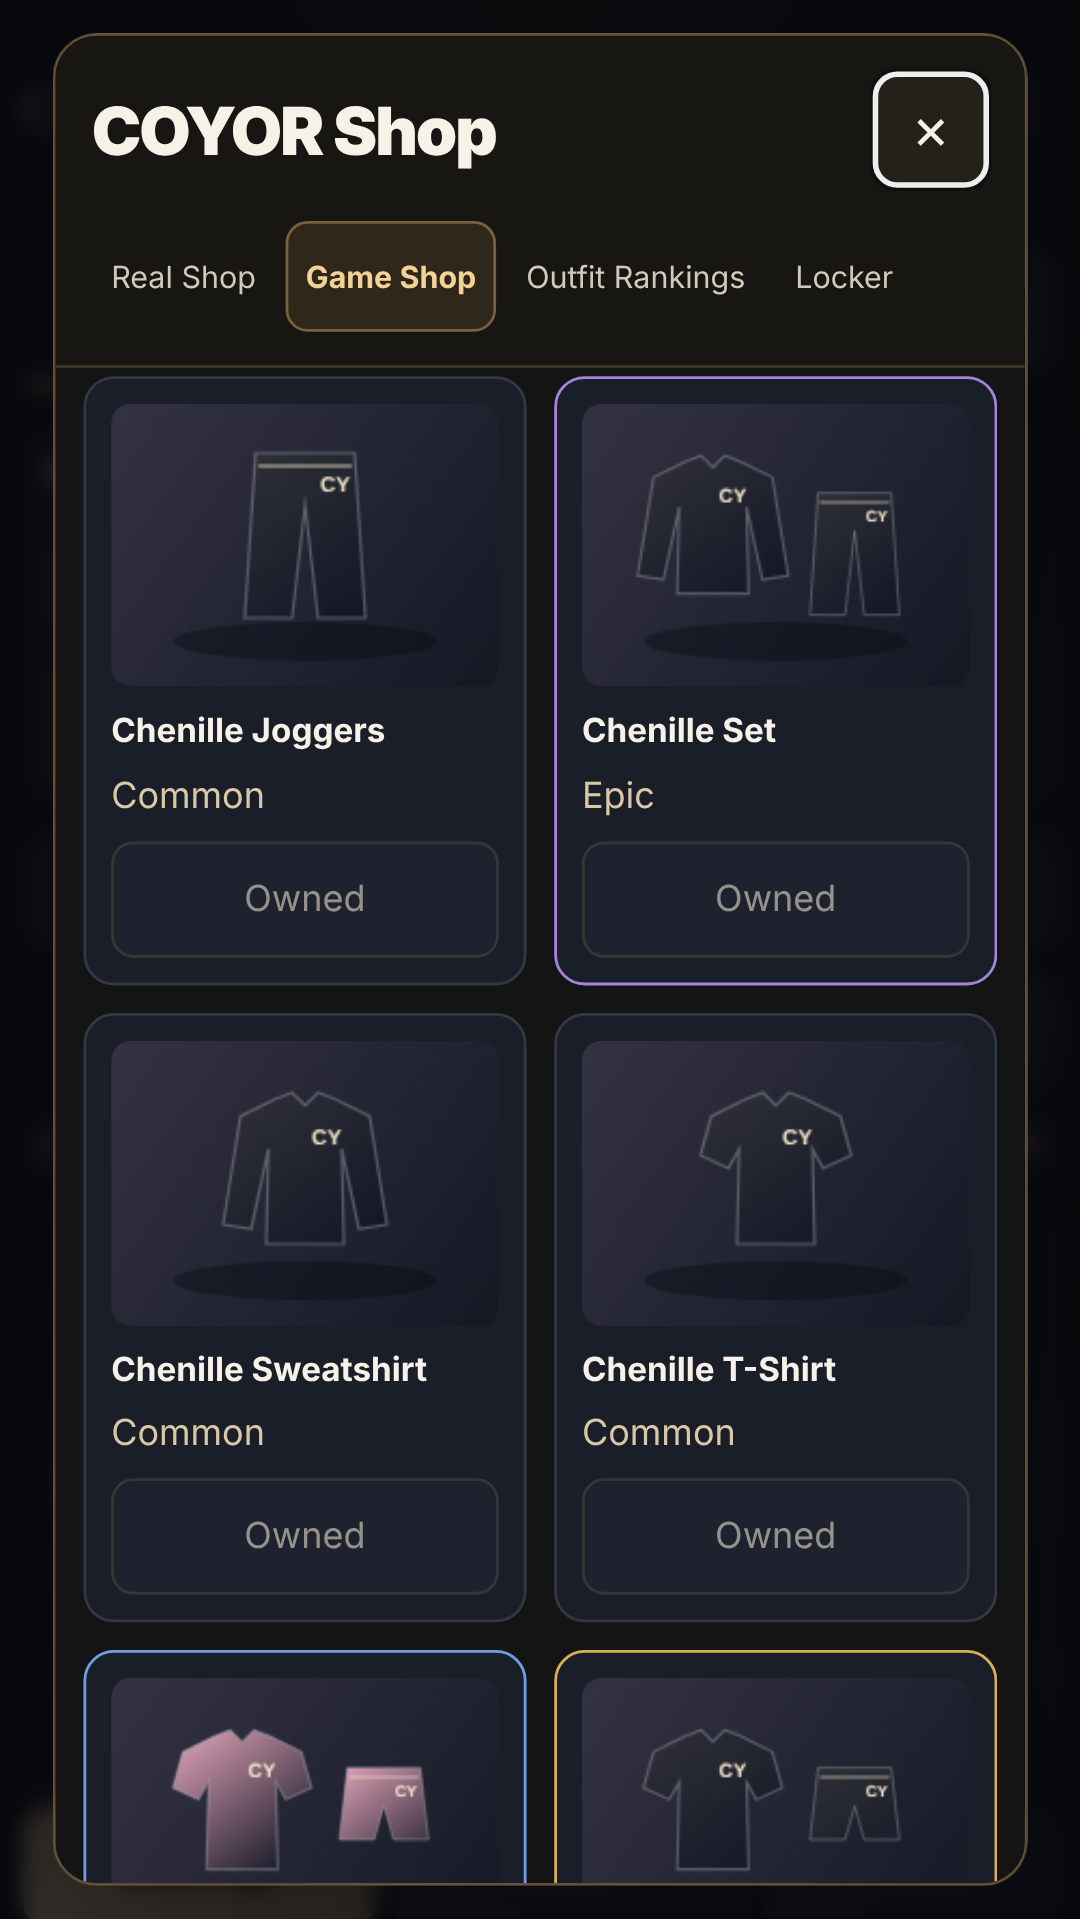 COYOR Shop
×
Real Shop
Game Shop
Outfit Rankings
Locker
CY
CY
CY
Chenille Joggers
Chenille Set
Common
Epic
Owned
Owned
CY
CY
Chenille Sweatshirt
Chenille T-Shirt
Common
Common
Owned
Owned
CY
CY
CY
CY